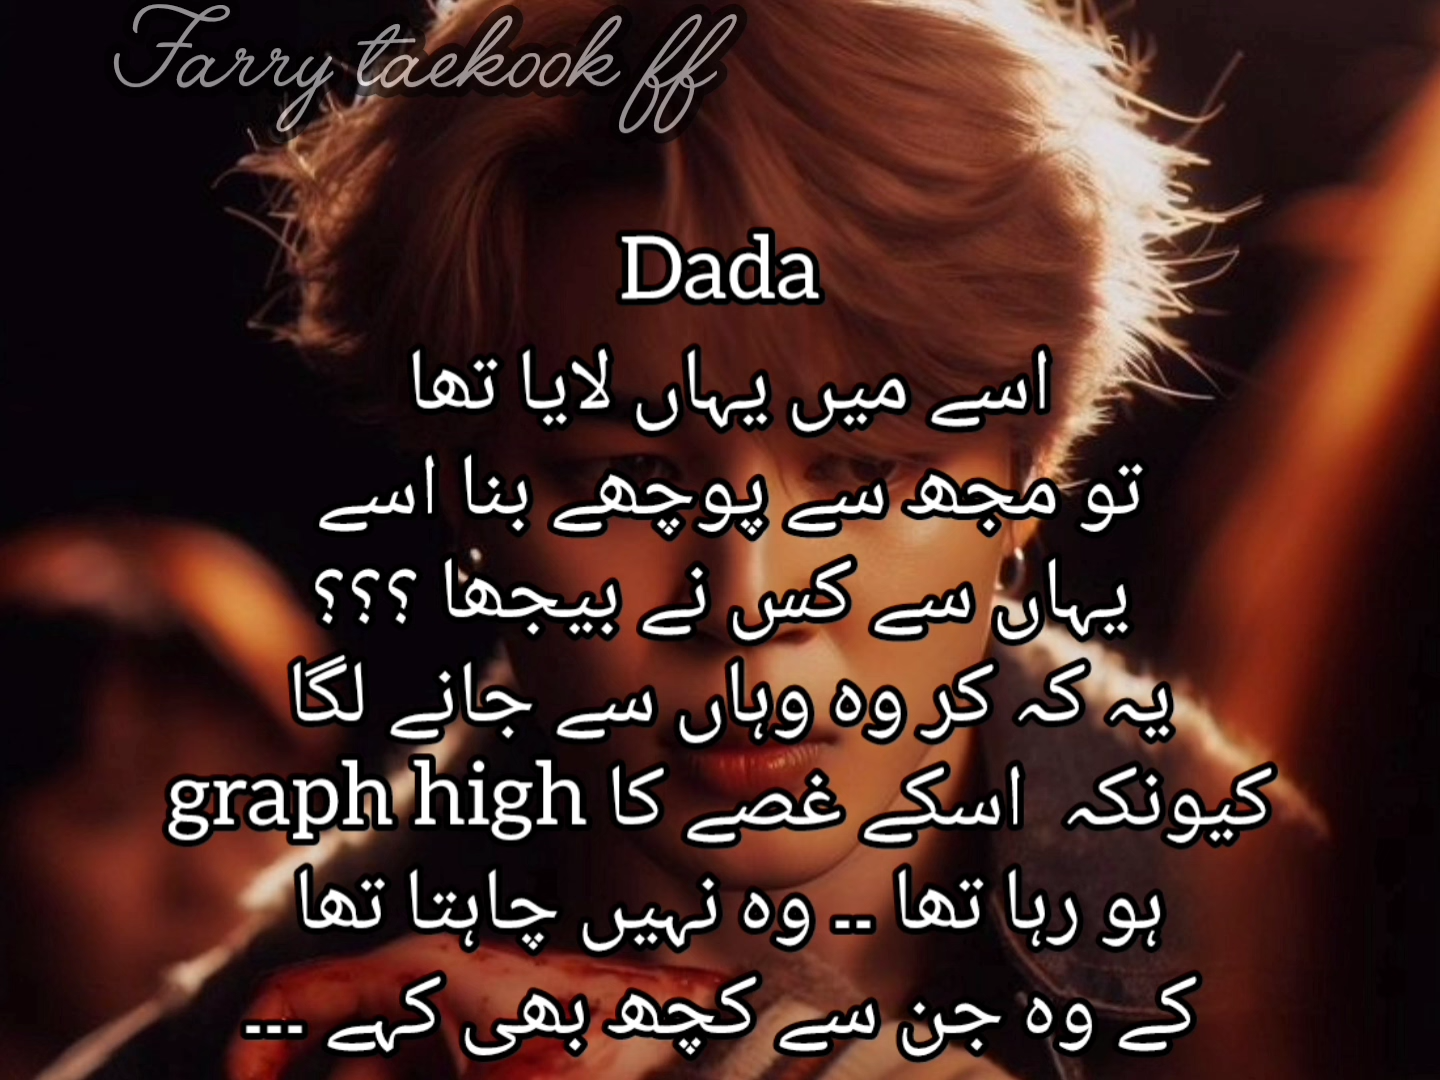 Farry taekook ff
Dada
اسے میں یہاں لایا تھا
تو مجھ سے پوچھے بنا اسے
یہاں سے کس نے بیجھا ؟؟؟
یہ کہ کر وہ وہاں سے جانے لگا
کیونکہ اسکے غصے کا graph high
ہو رہا تھا -- وہ نہیں چاہتا تھا
کے وہ جن سے کچھ بھی کہے ---